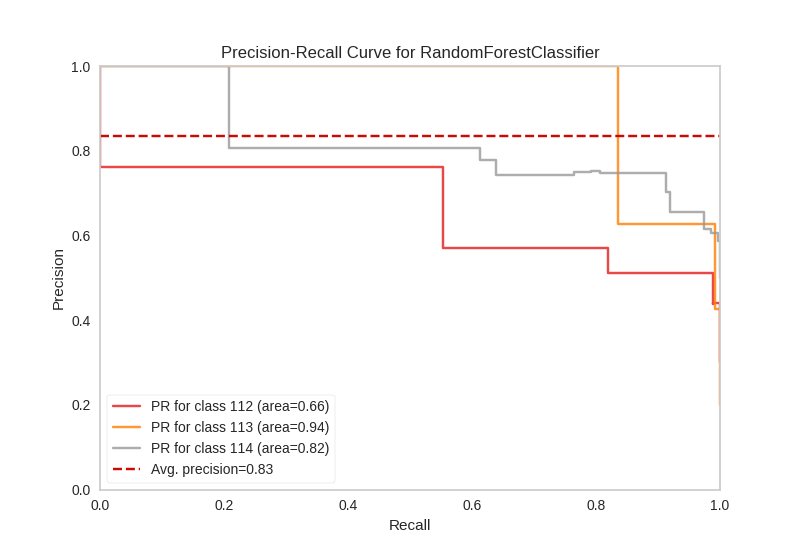 Precision-Recall Curve for RandomForestClassifier
1.0
0.8
0.6
0.4
0.2
0.0
Precision
PR for class 112 (area=0.66)
PR for class 113 (area=0.94)
PR for class 114 (area=0.82)
Avg. precision=0.83
0.0 0.2 0.4 0.6 0.8 1.0
Recall